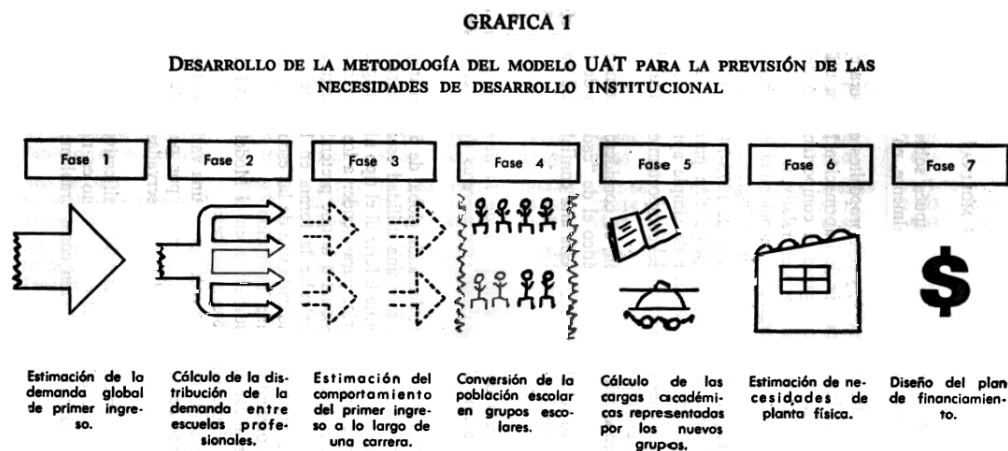 GRAFICA 1
DESARROLLO DE LA METODOLOGÍA DEL MODELO UAT PARA LA PREVISIÓN DE LAS
NECESIDADES DE DESARROLLO INSTITUCIONAL
Fase 1
Fase 2
Fase 3
Fase 4
Fase 5
Fase 6
Fase 7
$
Estimación de la
demanda global
de primer ingre-
so.
Cálculo de la dis-
tribución de la
demanda entre
escuelas profe-
sionales.
Estimación del
comportamiento
del primer ingre-
so a lo largo de
una carrera.
Conversión de la
población escolar
en grupos esco-
lares.
Cálculo de las
cargas académi-
cas representadas
por los nuevos
grupos.
Estimación de ne-
cesidades de
planta física.
Diseño del plan
de financiamien-
to.